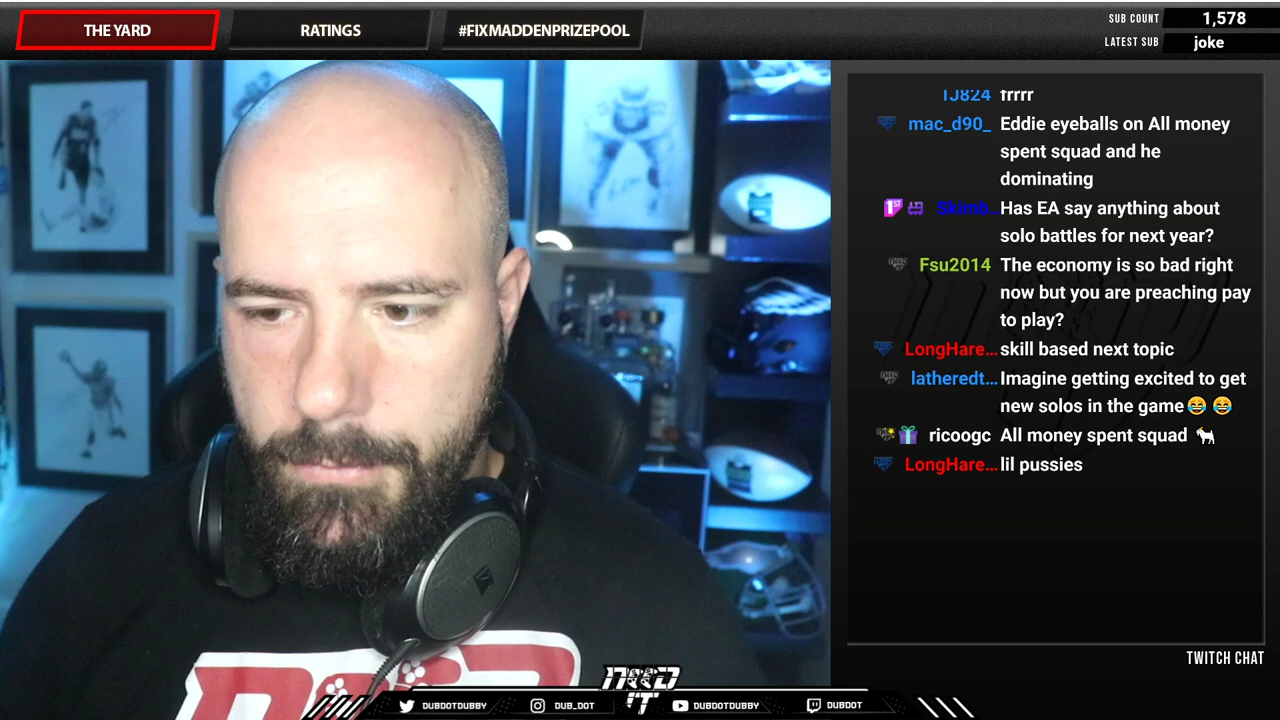 THE YARD
RATINGS
#FIXMADDENPRIZEPOOL
SUB COUNT 1,578
LATEST SUB joke
TJ824 frrrr
mac_d90_ Eddie eyeballs on All money
spent squad and he
dominating
Skimb... Has EA say anything about
solo battles for next year?
Fsu2014 The economy is so bad right
now but you are preaching pay
to play?
LongHare... skill based next topic
latheredt... Imagine getting excited to get
new solos in the game 😂 😂
ricoogc All money spent squad 🐐
LongHare... lil pussies
TWITCH CHAT
IT
DUBDOTDUBBY
DUB_DOT
DUBDOTDUBBY
DUBDOT